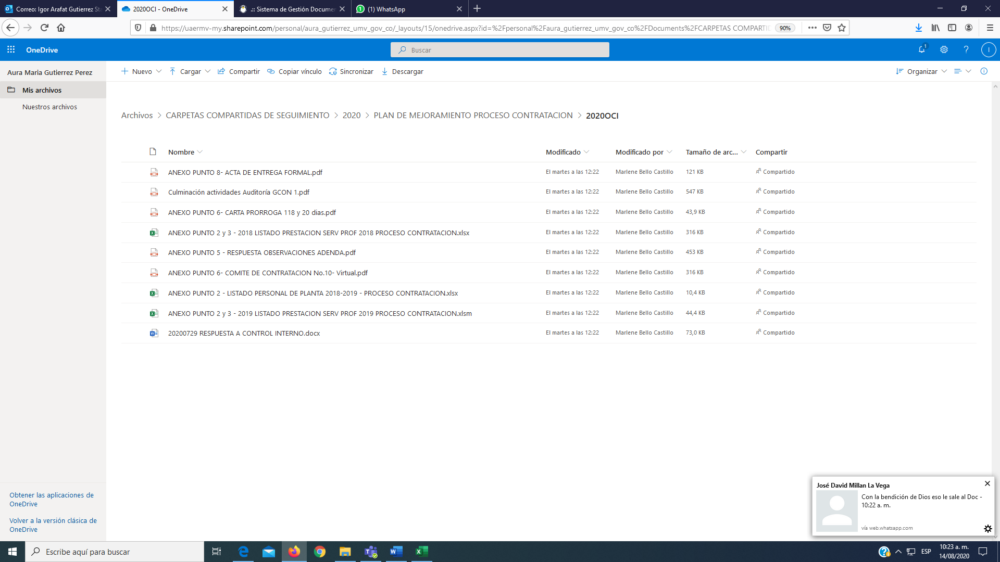 Correo: Igor Arafat Gutierrez Sta
2020OCI - OneDrive
.:: Sistema de Gestión Documen
(1) WhatsApp
https://uaermv-my.sharepoint.com/personal/aura_gutierrez_umv_gov_co/_layouts/15/onedrive.aspx?id=%2Fpersonal%2Faura_gutierrez_umv_gov_co%2FDocuments%2FCARPETAS COMPARTID
90%
OneDrive
Buscar
1
I
Aura Maria Gutierrez Perez
Nuevo
Cargar
Compartir
Copiar vínculo
Sincronizar
Descargar
Organizar
Mis archivos
Nuestros archivos
Archivos > CARPETAS COMPARTIDAS DE SEGUIMIENTO > 2020 > PLAN DE MEJORAMIENTO PROCESO CONTRATACION > 2020OCI
Nombre Modificado Modificado por Tamaño de arc... Compartir
ANEXO PUNTO 8- ACTA DE ENTREGA FORMAL.pdf El martes a las 12:22 Marlene Bello Castillo 121 KB Compartido
Culminación actividades Auditoría GCON 1.pdf El martes a las 12:22 Marlene Bello Castillo 547 KB Compartido
ANEXO PUNTO 6- CARTA PRORROGA 118 y 20 dias.pdf El martes a las 12:22 Marlene Bello Castillo 43,9 KB Compartido
ANEXO PUNTO 2 y 3 - 2018 LISTADO PRESTACION SERV PROF 2018 PROCESO CONTRATACION.xlsx El martes a las 12:22 Marlene Bello Castillo 316 KB Compartido
ANEXO PUNTO 5 - RESPUESTA OBSERVACIONES ADENDA.pdf El martes a las 12:22 Marlene Bello Castillo 453 KB Compartido
ANEXO PUNTO 6- COMITE DE CONTRATACION No.10- Virtual.pdf El martes a las 12:22 Marlene Bello Castillo 316 KB Compartido
ANEXO PUNTO 2 - LISTADO PERSONAL DE PLANTA 2018-2019 - PROCESO CONTRATACION.xlsx El martes a las 12:22 Marlene Bello Castillo 10,4 KB Compartido
ANEXO PUNTO 2 y 3 - 2019 LISTADO PRESTACION SERV PROF 2019 PROCESO CONTRATACION.xlsm El martes a las 12:22 Marlene Bello Castillo 44,4 KB Compartido
20200729 RESPUESTA A CONTROL INTERNO.docx El martes a las 12:22 Marlene Bello Castillo 73,0 KB Compartido
Obtener las aplicaciones de
OneDrive
Volver a la versión clásica de
OneDrive
José David Millan La Vega
Con la bendición de Dios eso le sale al Doc -
10:22 a. m.
vía web.whatsapp.com
Escribe aquí para buscar
ESP
10:23 a. m.
14/08/2020